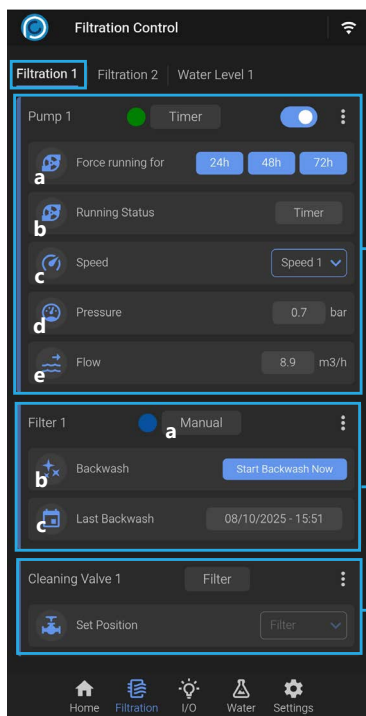 Filtration Control
Filtration 1 Filtration 2 Water Level 1
Pump 1 Timer
a Force running for 24h 48h 72h
b Running Status Timer
c Speed Speed 1
d Pressure 0.7 bar
e Flow 8.9 m3/h
Filter 1 a Manual
b Backwash Start Backwash Now
c Last Backwash 08/10/2025 - 15:51
Cleaning Valve 1 Filter
Set Position Filter
Home Filtration I/O Water Settings